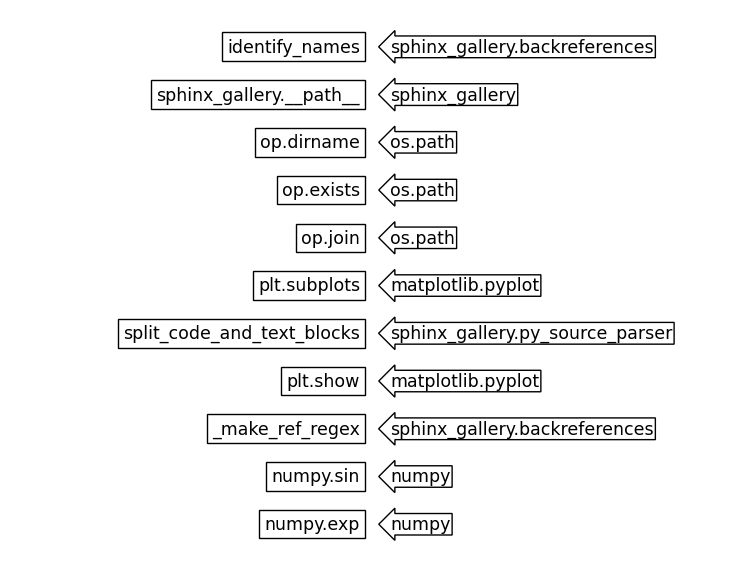 identify_names sphinx_gallery.backreferences
sphinx_gallery.__path__ sphinx_gallery
op.dirname os.path
op.exists os.path
op.join os.path
plt.subplots matplotlib.pyplot
split_code_and_text_blocks sphinx_gallery.py_source_parser
plt.show matplotlib.pyplot
_make_ref_regex sphinx_gallery.backreferences
numpy.sin numpy
numpy.exp numpy